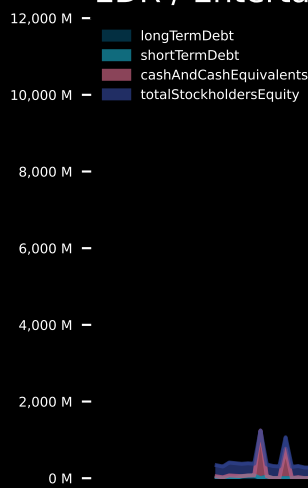 12,000 M
longTermDebt
shortTermDebt
cashAndCashEquivalents
totalStockholdersEquity
10,000 M
8,000 M
6,000 M
4,000 M
2,000 M
0 M